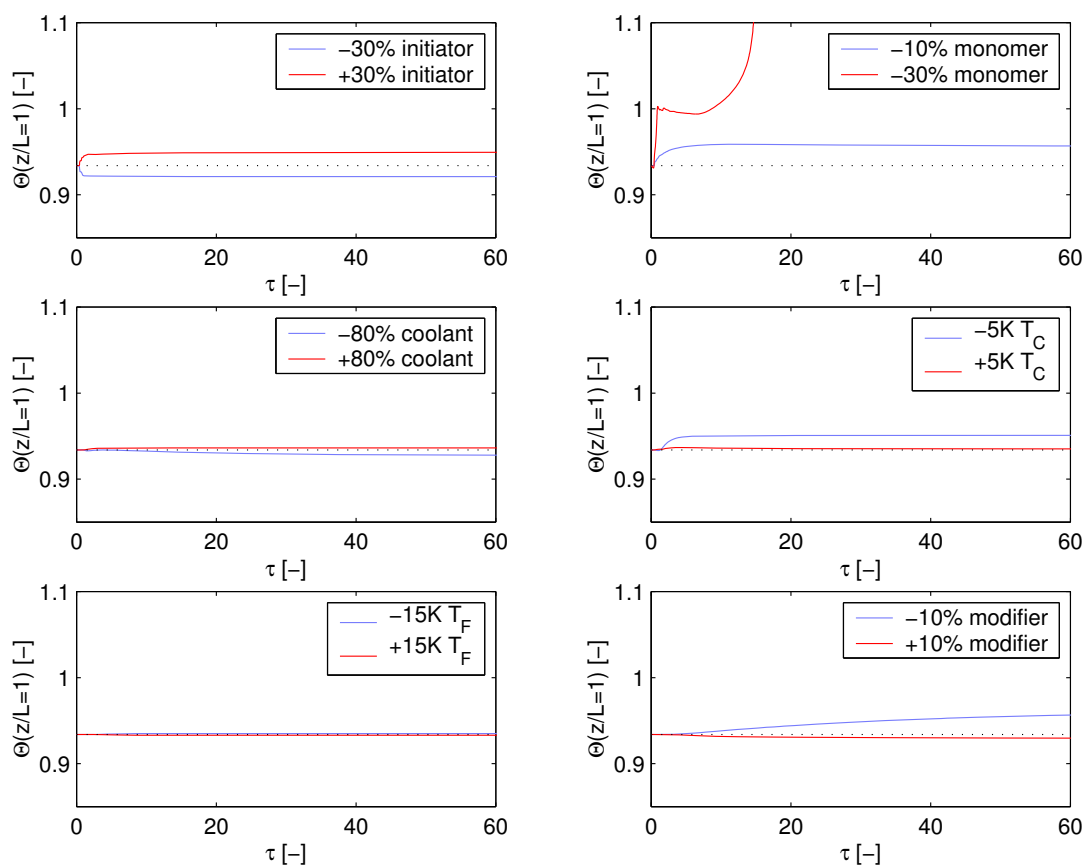 1.1
1
0.9
Θ(z/L=1) [−]
0
20
40
60
τ [−]
−30% initiator
+30% initiator
1.1
1
0.9
Θ(z/L=1) [−]
0
20
40
60
τ [−]
−10% monomer
−30% monomer
1.1
1
0.9
Θ(z/L=1) [−]
0
20
40
60
τ [−]
−80% coolant
+80% coolant
1.1
1
0.9
Θ(z/L=1) [−]
0
20
40
60
τ [−]
−5K T_C
+5K T_C
1.1
1
0.9
Θ(z/L=1) [−]
0
20
40
60
τ [−]
−15K T_F
+15K T_F
1.1
1
0.9
Θ(z/L=1) [−]
0
20
40
60
τ [−]
−10% modifier
+10% modifier